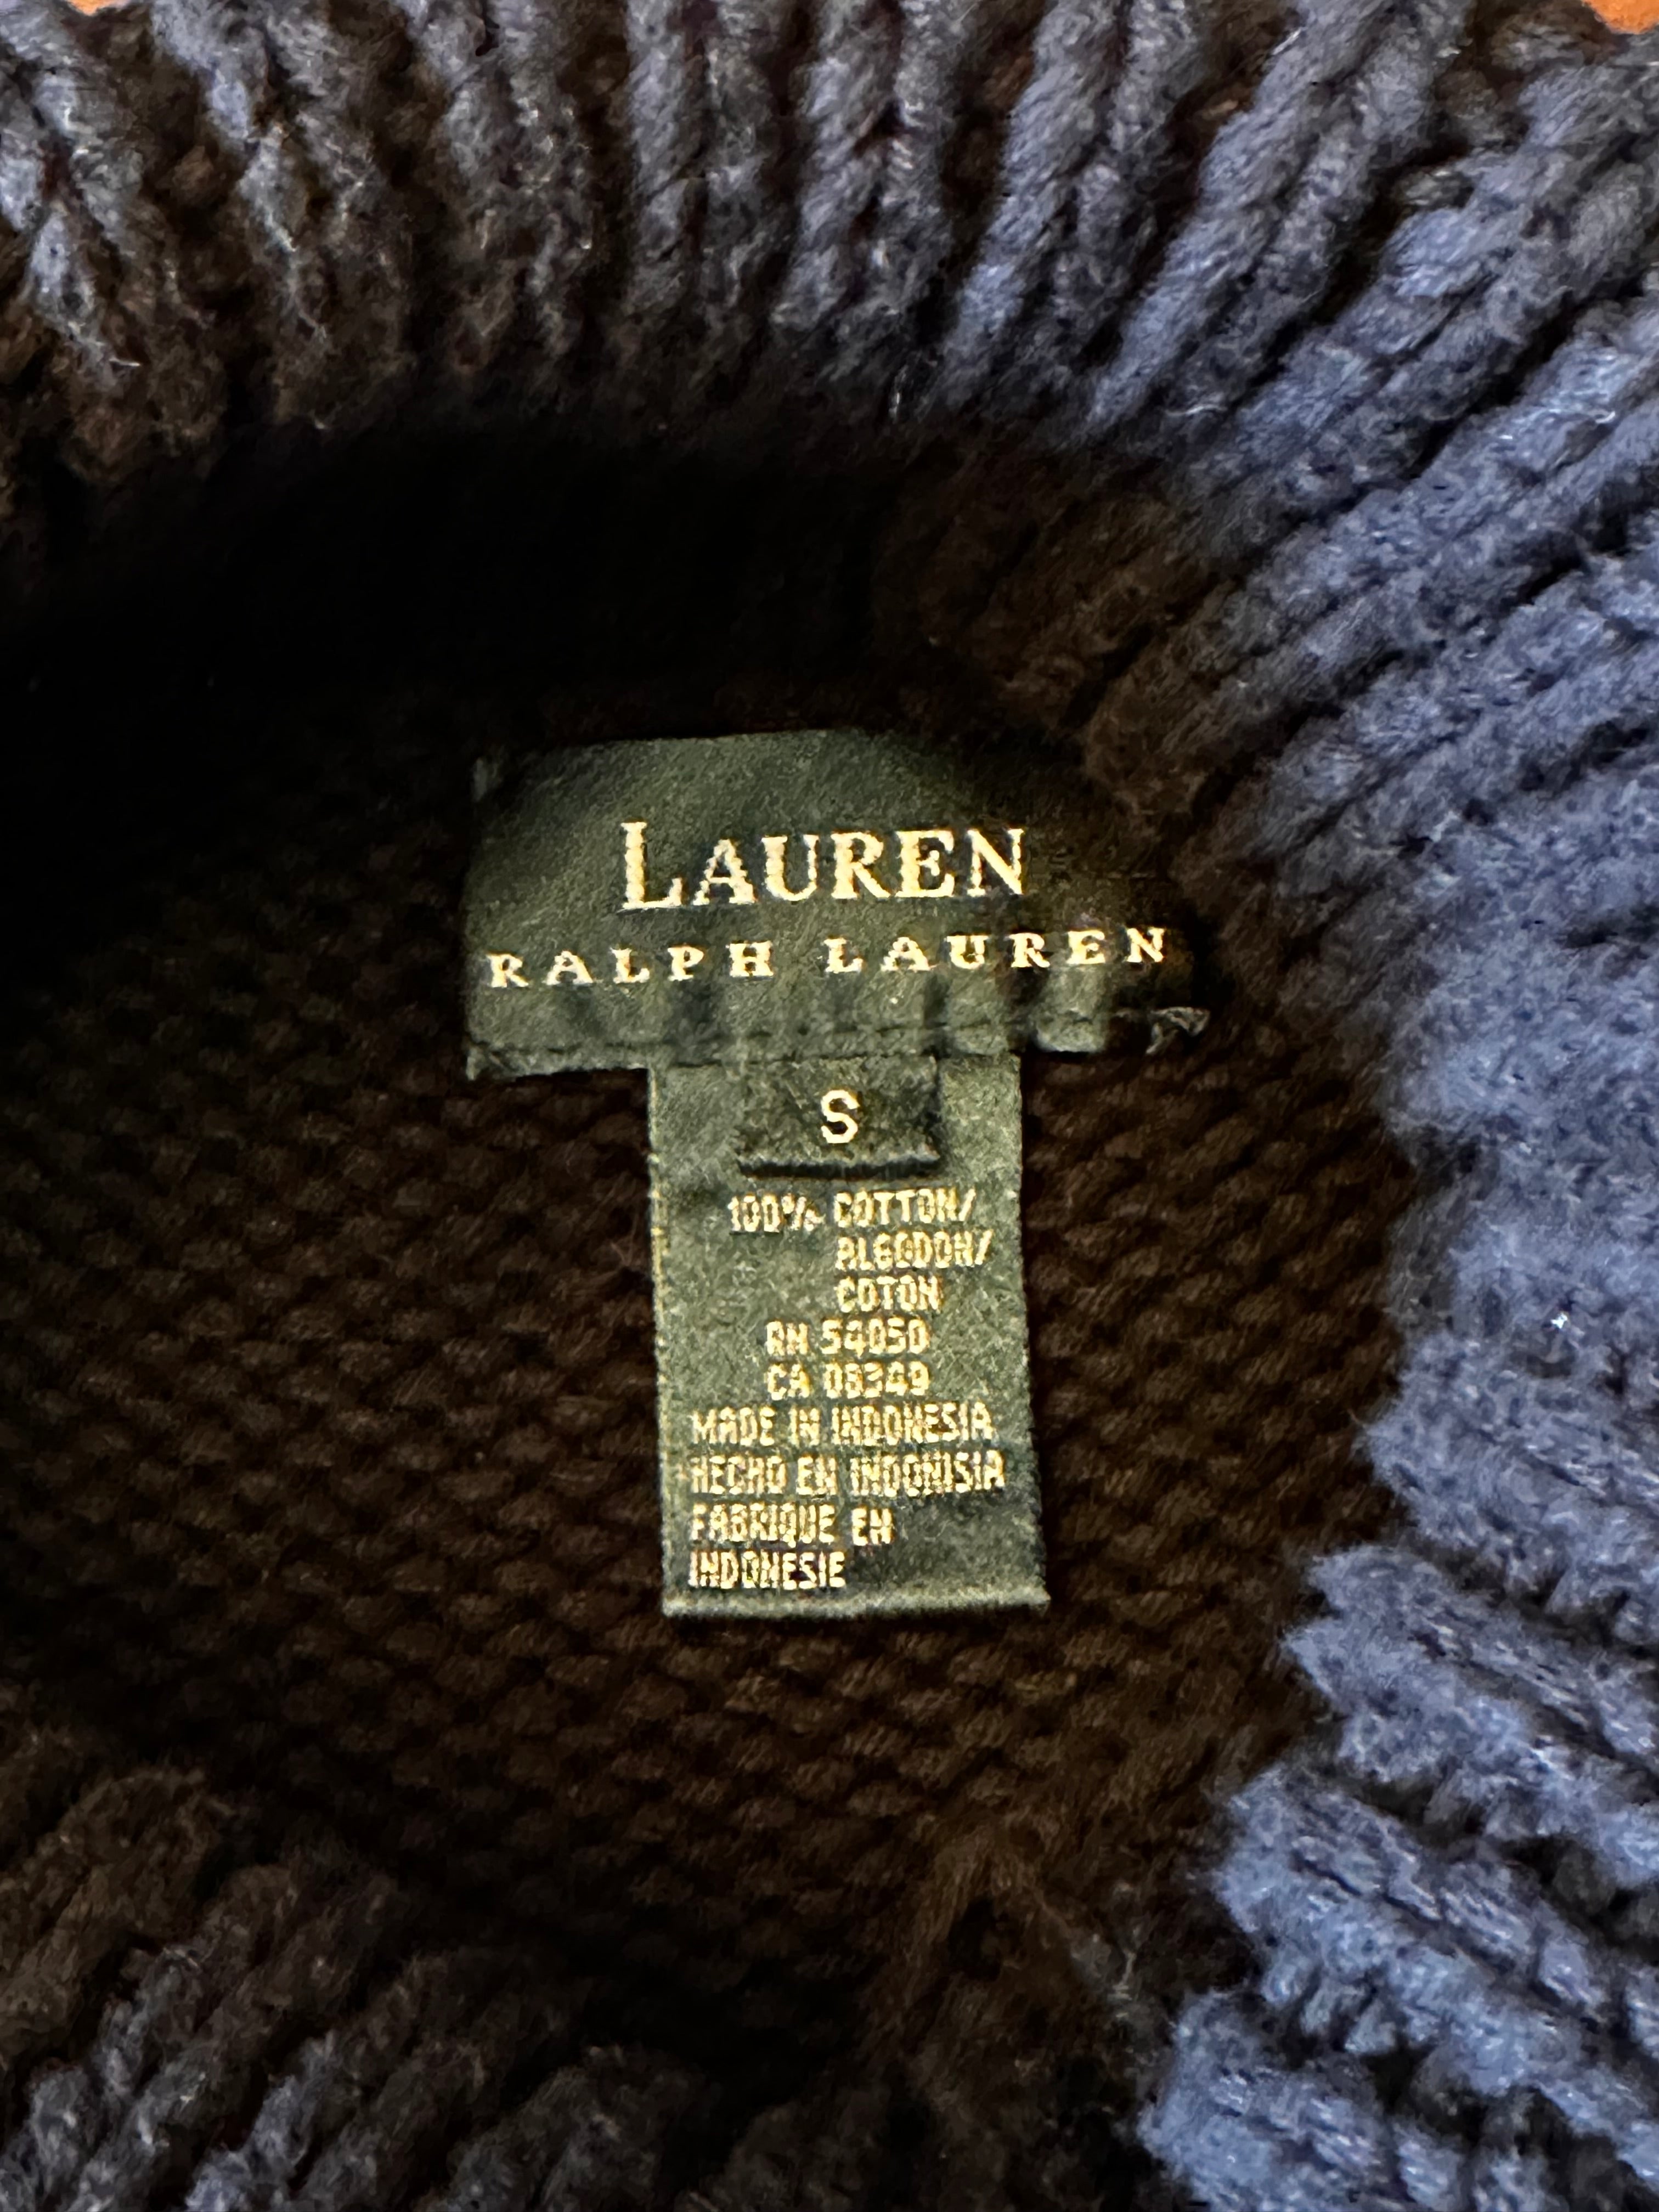 LAUREN
RALPH LAUREN
S
100% COTTON/
ALGODON/
COTON
RN 54050
CA 08349
MADE IN INDONESIA
HECHO EN INDONISIA
FABRIQUE EN
INDONESIE